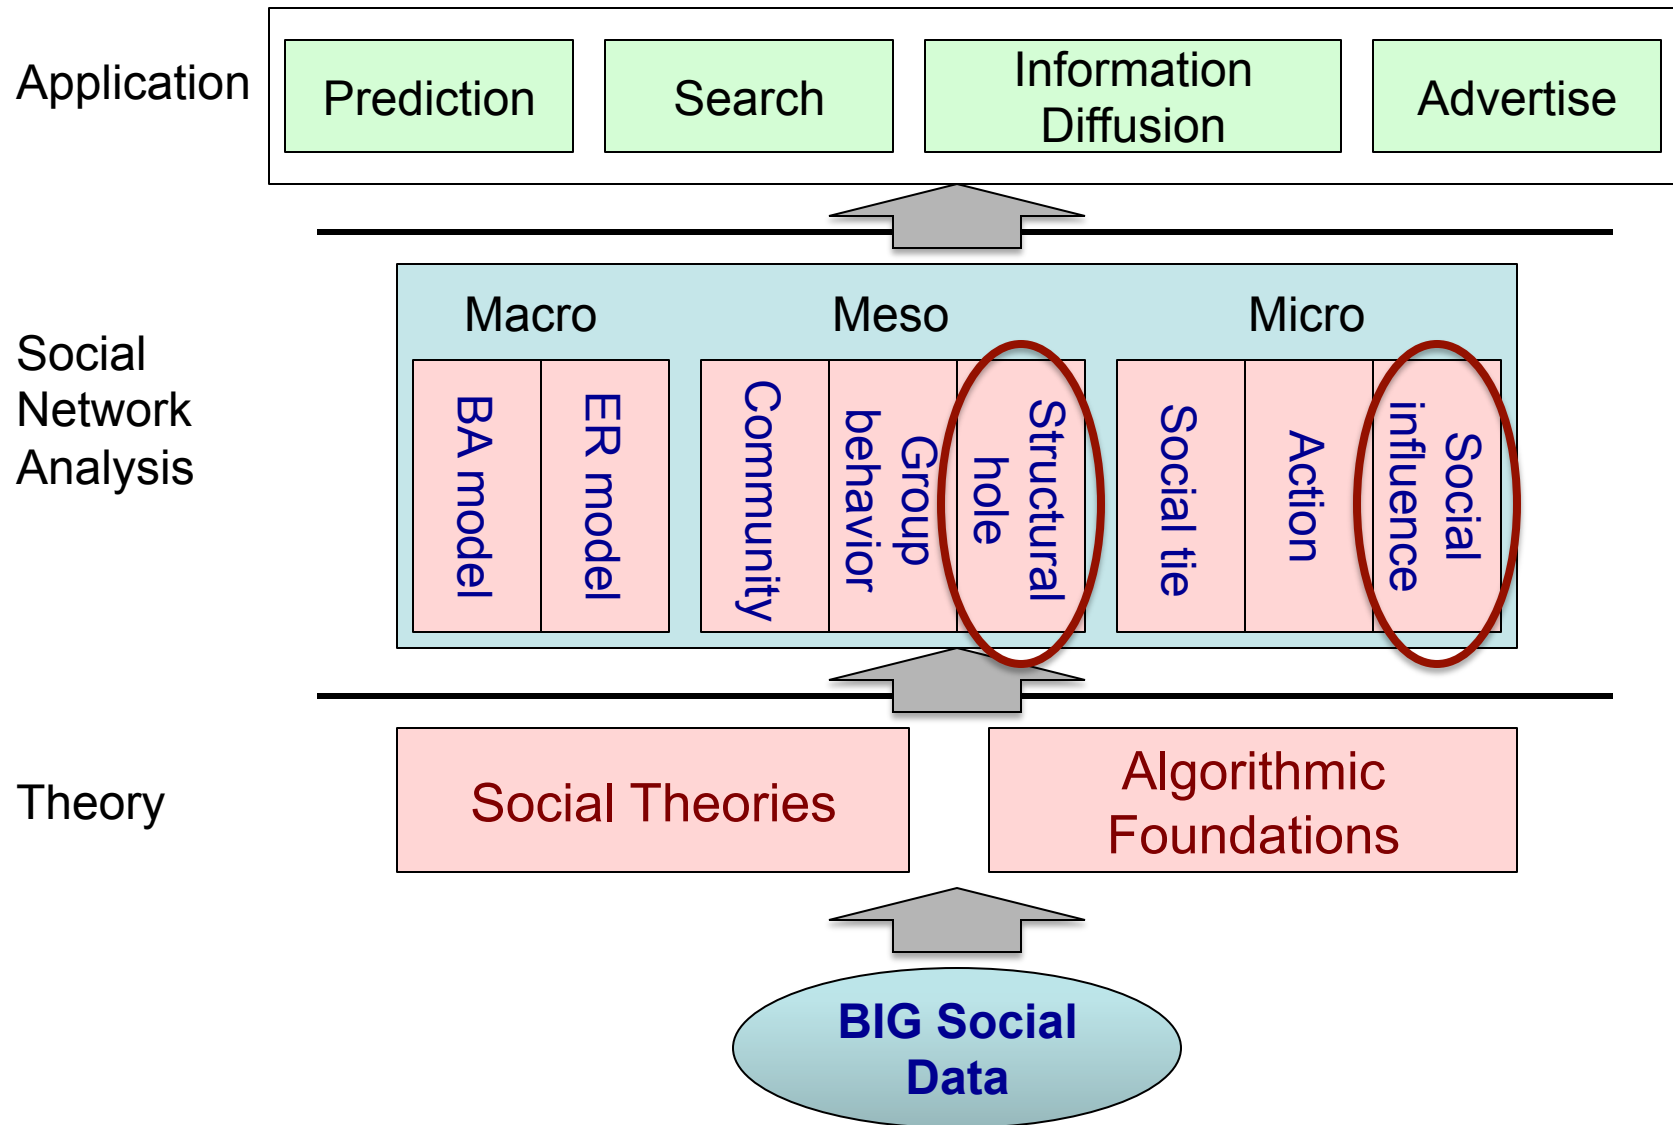 Application
Prediction
Search
Information
Diffusion
Advertise
Social
Network
Analysis
Macro
Meso
Micro
BA model
ER model
Community
Group
behavior
Structural
hole
Social tie
Action
Social
influence
Theory
Social Theories
Algorithmic
Foundations
BIG Social
Data